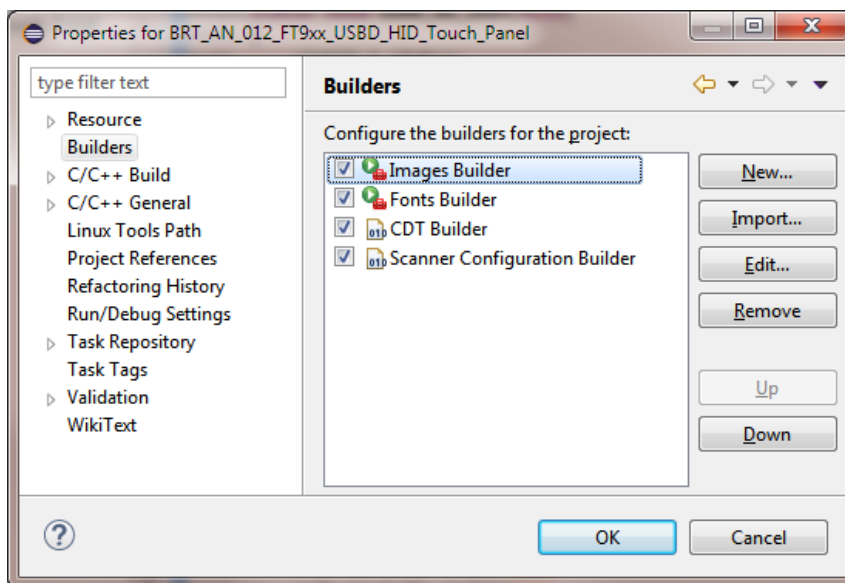 Properties for BRT_AN_012_FT9xx_USBD_HID_Touch_Panel
type filter text
Resource
Builders
C/C++ Build
C/C++ General
Linux Tools Path
Project References
Refactoring History
Run/Debug Settings
Task Repository
Task Tags
Validation
WikiText
Builders
Configure the builders for the project:
Images Builder
Fonts Builder
CDT Builder
Scanner Configuration Builder
New...
Import...
Edit...
Remove
Up
Down
OK
Cancel